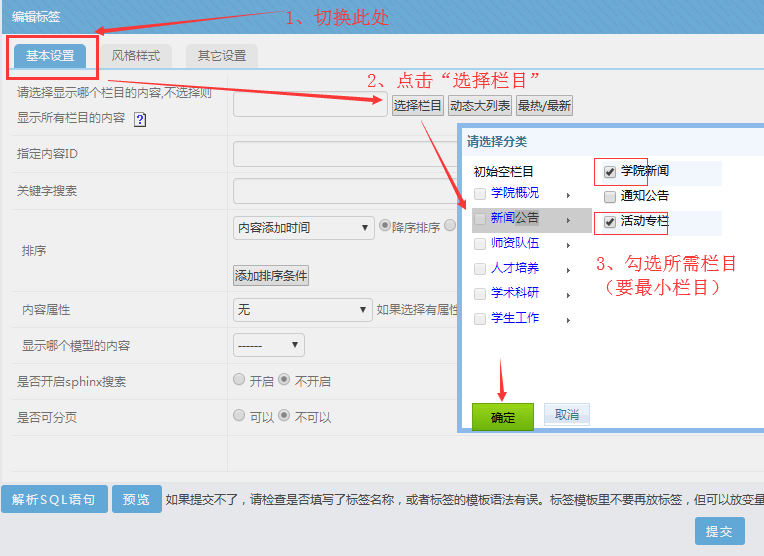 编辑标签
1、切换此处
基本设置 风格样式 其它设置
2、点击“选择栏目”
请选择显示哪个栏目的内容,不选择则
显示所有栏目的内容 ?
选择栏目 动态大列表 最热/最新
指定内容ID
关键字搜索
排序
内容添加时间 降序排序
添加排序条件
内容属性 无 如果选择有属性
显示哪个模型的内容 ------
是否开启sphinx搜索 开启 不开启
是否可分页 可以 不可以
请选择分类
初始空栏目
学院概况
新闻公告
师资队伍
人才培养
学术科研
学生工作
学院新闻
通知公告
活动专栏
3、勾选所需栏目
（要最小栏目）
确定 取消
解析SQL语句 预览 如果提交不了，请检查是否填写了标签名称，或者标签的模板语法有误。标签模板里不要再放标签，但可以放变量
提交